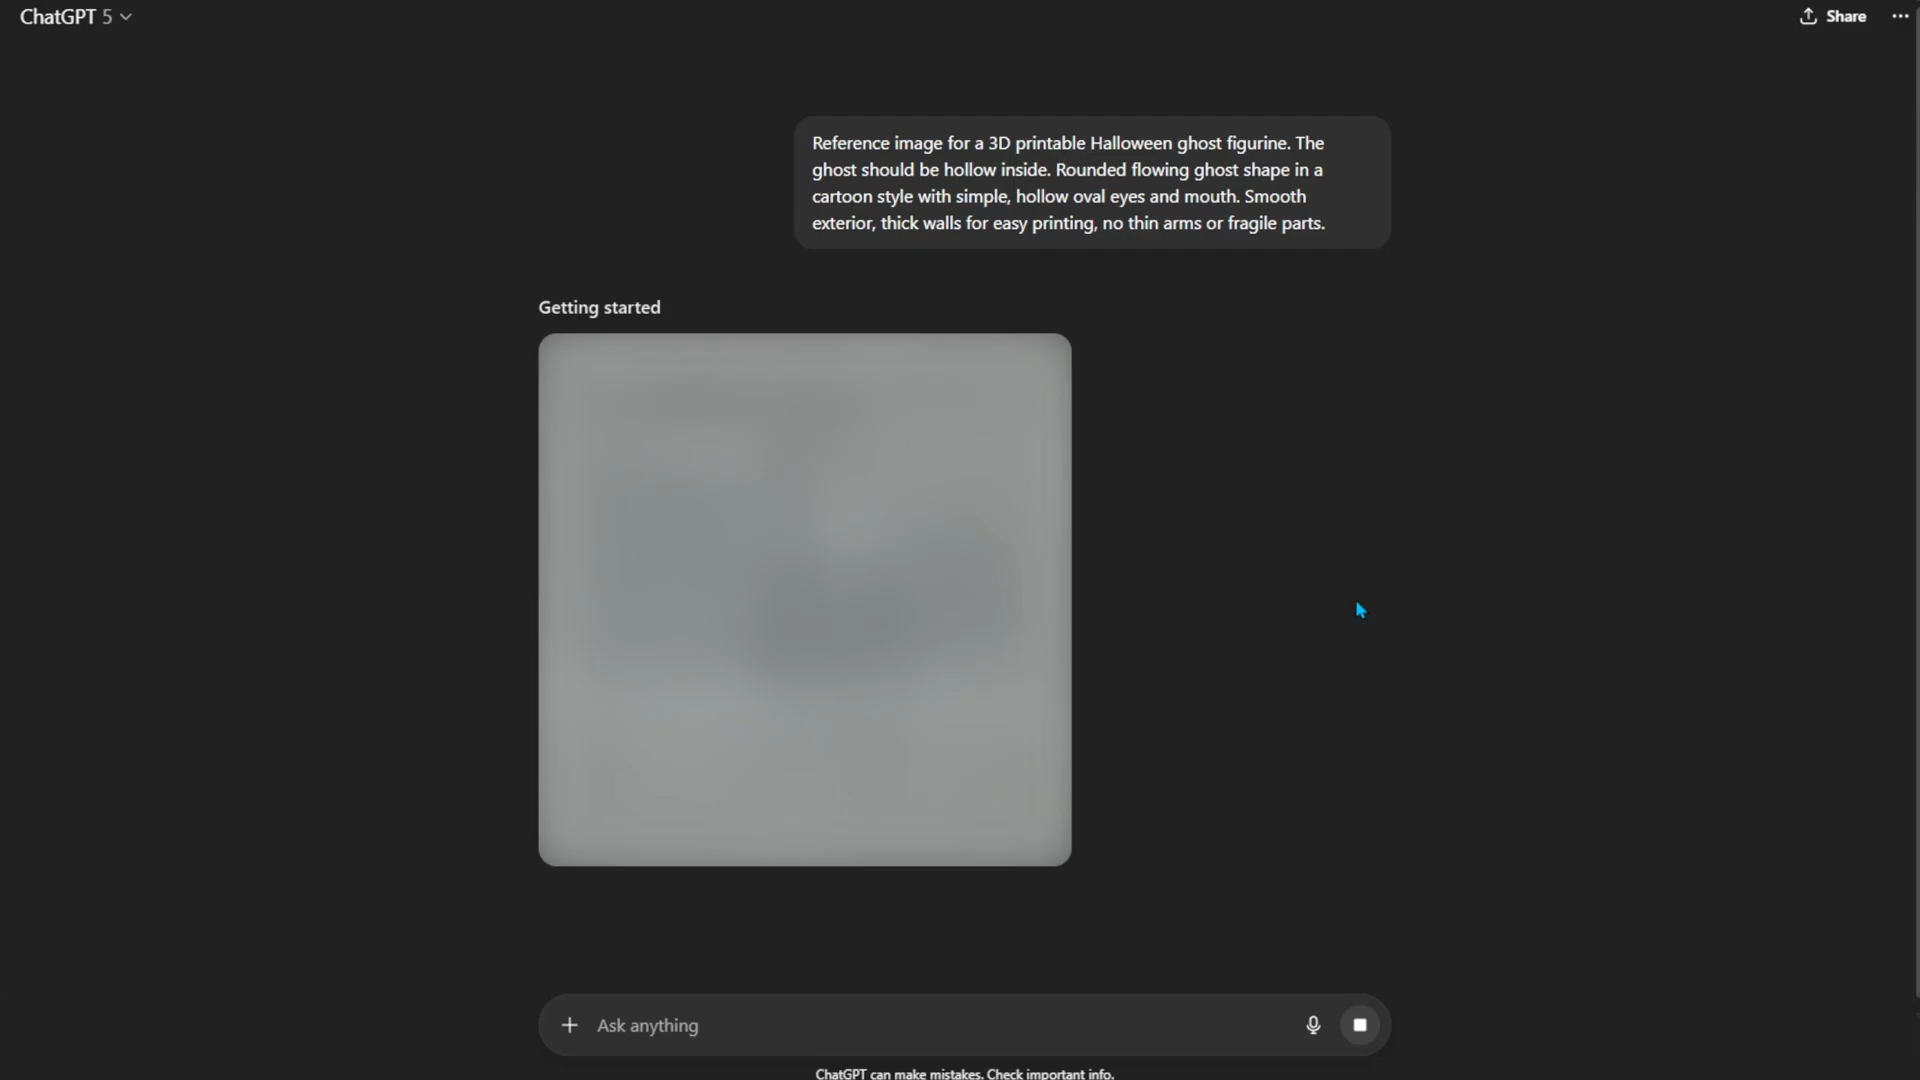 ChatGPT 5
Share
Reference image for a 3D printable Halloween ghost figurine. The
ghost should be hollow inside. Rounded flowing ghost shape in a
cartoon style with simple, hollow oval eyes and mouth. Smooth
exterior, thick walls for easy printing, no thin arms or fragile parts.
Getting started
Ask anything
ChatGPT can make mistakes. Check important info.